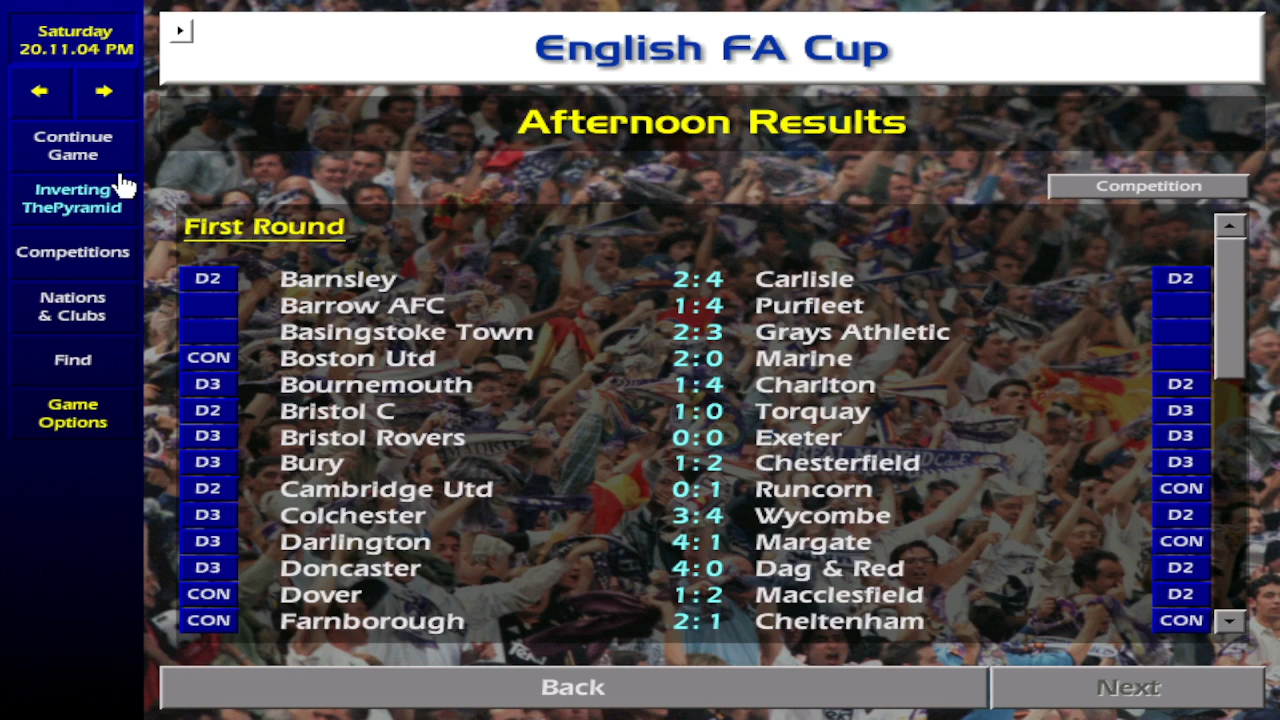 Saturday
20.11.04 PM
Continue
Game
Inverting
ThePyramid
Competitions
Nations
& Clubs
Find
Game
Options
English FA Cup
Afternoon Results
Competition
First Round
D2 Barnsley 2:4 Carlisle D2
Barrow AFC 1:4 Purfleet
Basingstoke Town 2:3 Grays Athletic
CON Boston Utd 2:0 Marine
D3 Bournemouth 1:4 Charlton D2
D2 Bristol C 1:0 Torquay D3
D3 Bristol Rovers 0:0 Exeter D3
D3 Bury 1:2 Chesterfield D3
D2 Cambridge Utd 0:1 Runcorn CON
D3 Colchester 3:4 Wycombe D2
D3 Darlington 4:1 Margate CON
D3 Doncaster 4:0 Dag & Red D2
CON Dover 1:2 Macclesfield D2
CON Farnborough 2:1 Cheltenham CON
Back
Next